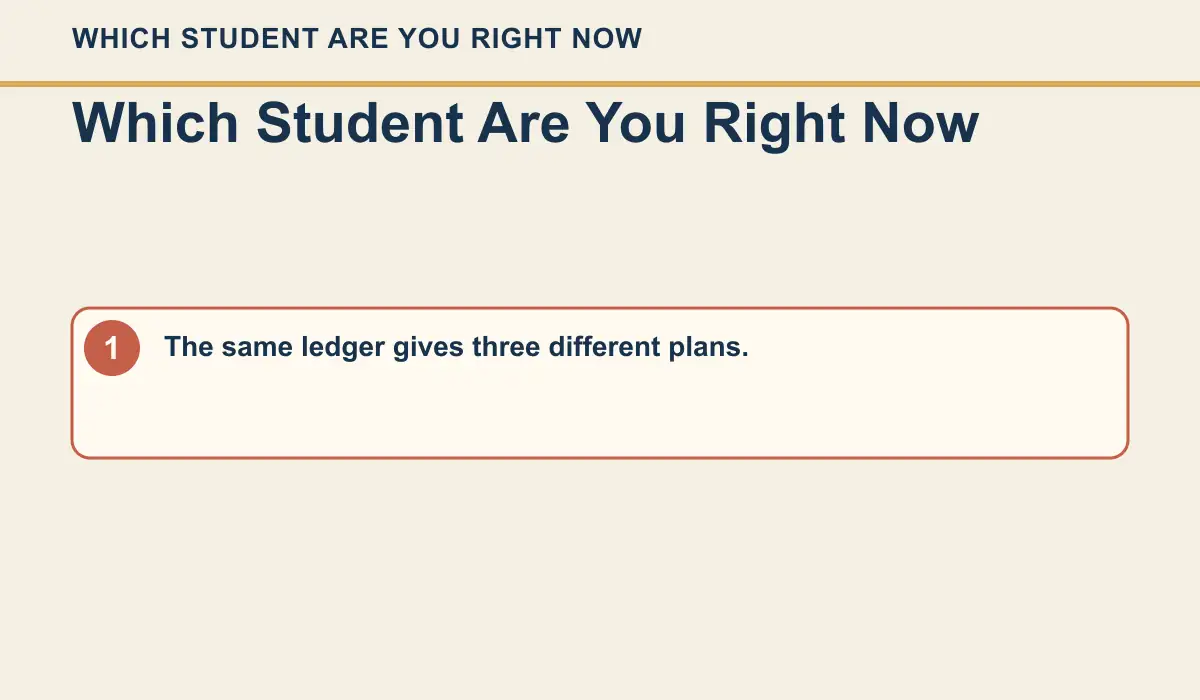 WHICH STUDENT ARE YOU RIGHT NOW
Which Student Are You Right Now
1
The same ledger gives three different plans.